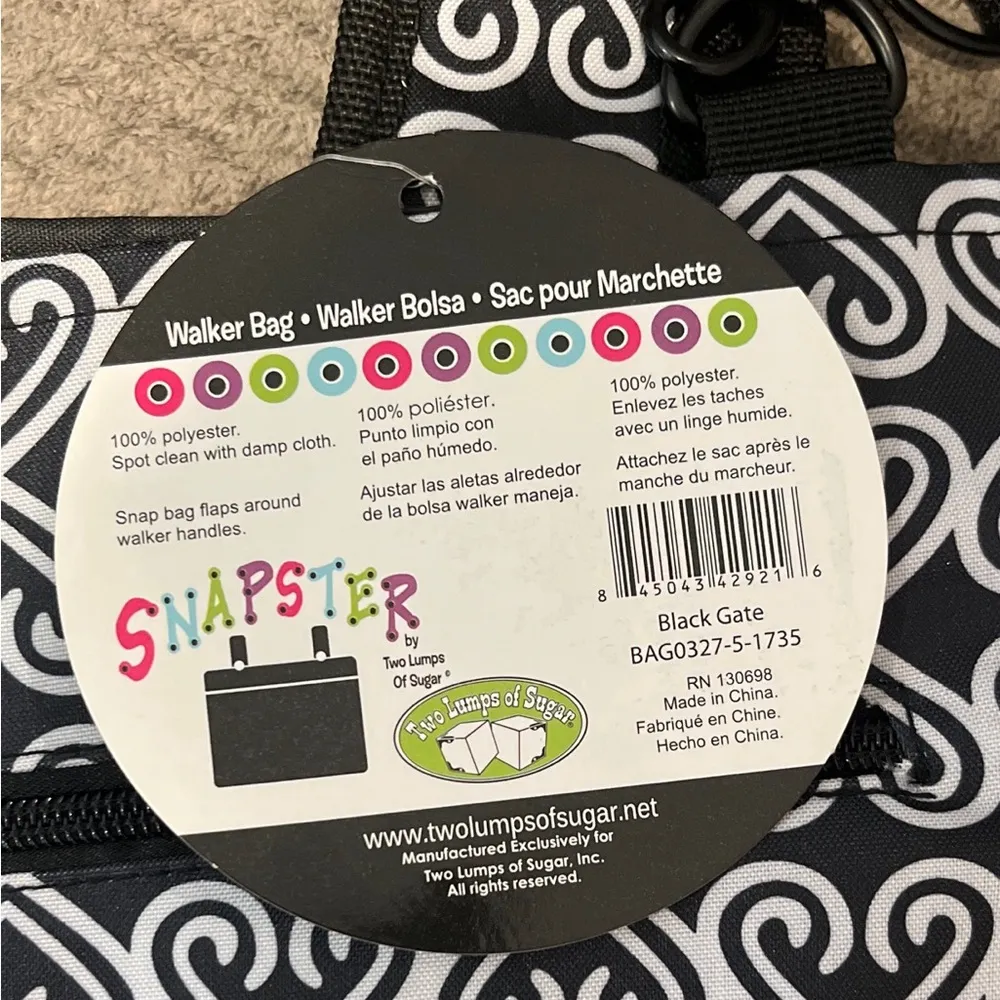 Walker Bag • Walker Bolsa • Sac pour Marchette
100% polyester.
Spot clean with damp cloth.
Snap bag flaps around
walker handles.
100% poliéster.
Punto limpio con
el paño húmedo.
Ajustar las aletas alrededor
de la bolsa walker maneja.
100% polyester.
Enlevez les taches
avec un linge humide.
Attachez le sac après le
manche du marcheur.
8 45043 42921 6
Black Gate
BAG0327-5-1735
RN 130698
Made in China.
Fabriqué en Chine.
Hecho en China.
SNAPSTER
by
Two Lumps
Of Sugar®
Two Lumps of Sugar®
www.twolumpsofsugar.net
Manufactured Exclusively for
Two Lumps of Sugar, Inc.
All rights reserved.